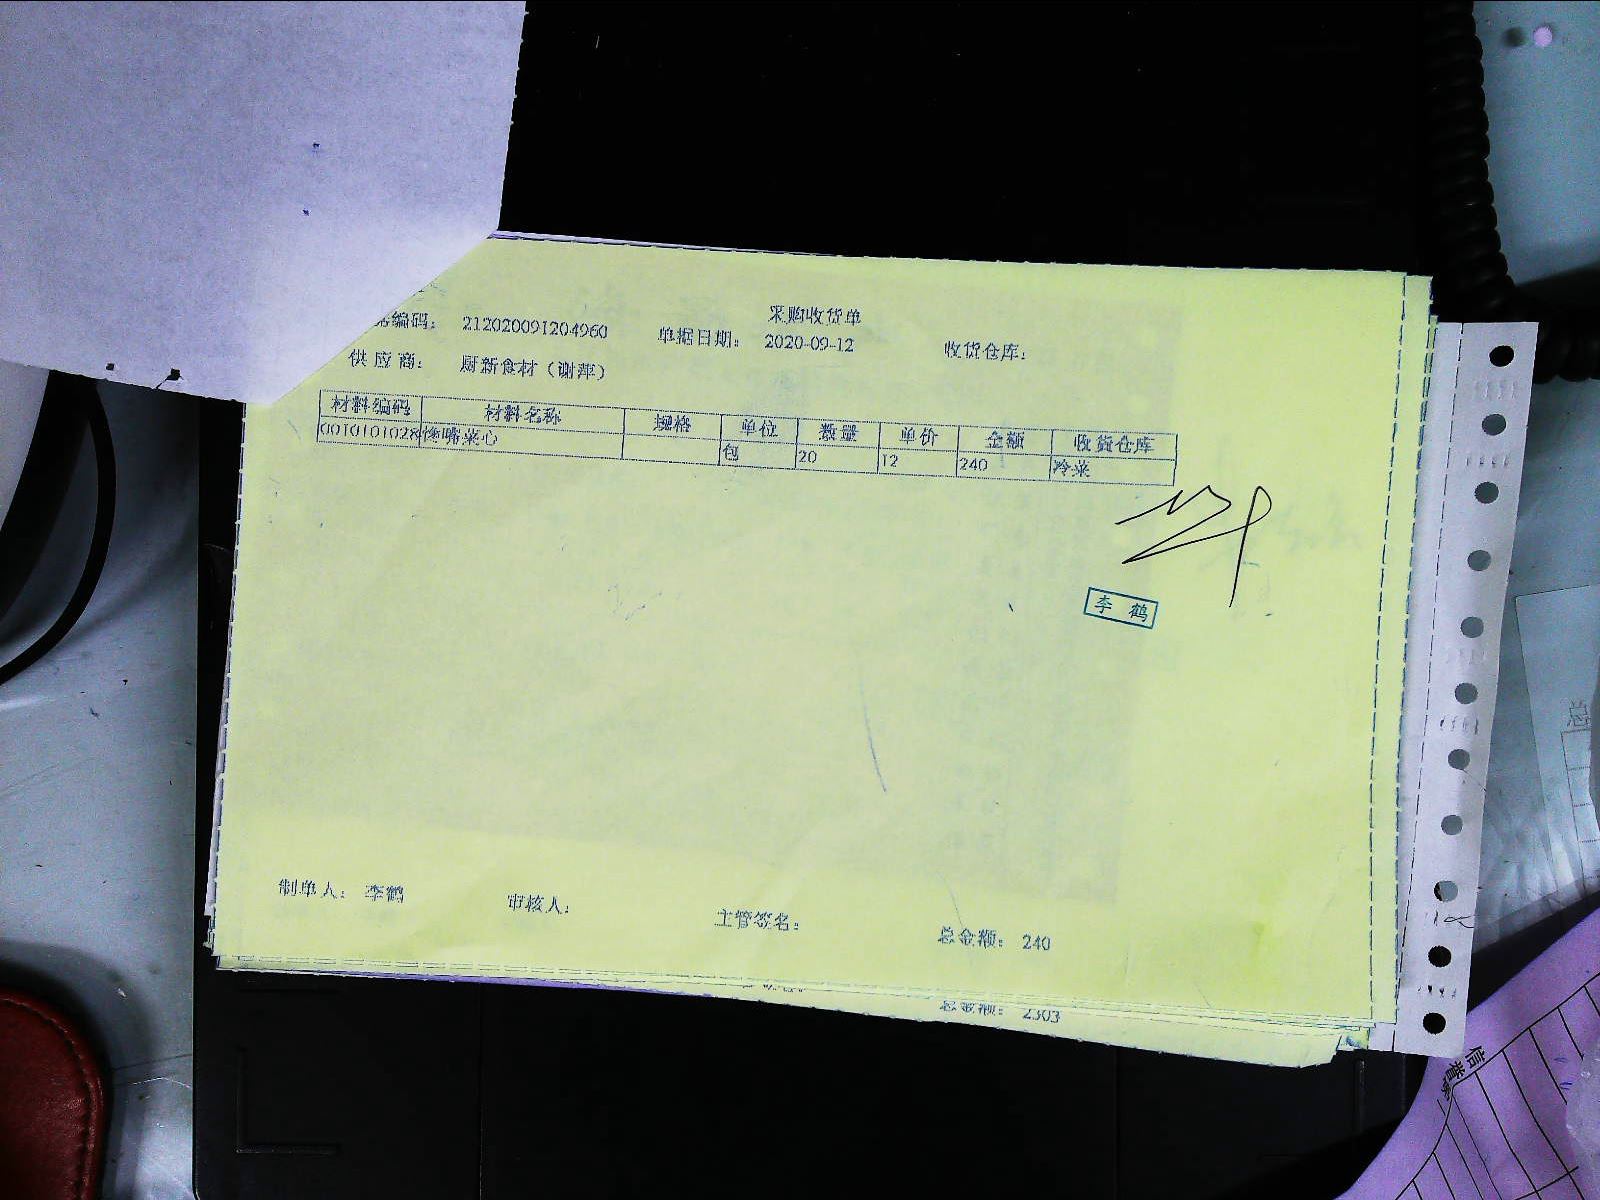 采购收货单
编码： 212020091204960 单据日期： 2020-09-12 收货仓库：
供应商： 厨新食材（谢萍）
材料编码 材料名称 规格 单位 数量 单价 金额 收货仓库
0010101028 馋嘴菜心 包 20 12 240 冷菜
李鹤
制单人： 李鹤 审核人： 主管签名： 总金额： 240
总金额： 2303